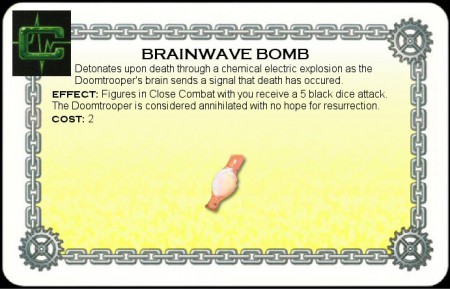 BRAINWAVE BOMB
Detonates upon death through a chemical electric explosion as the
Doomtrooper's brain sends a signal that death has occured.
EFFECT: Figures in Close Combat with you receive a 5 black dice attack.
The Doomtrooper is considered annihilated with no hope for resurrection.
COST: 2